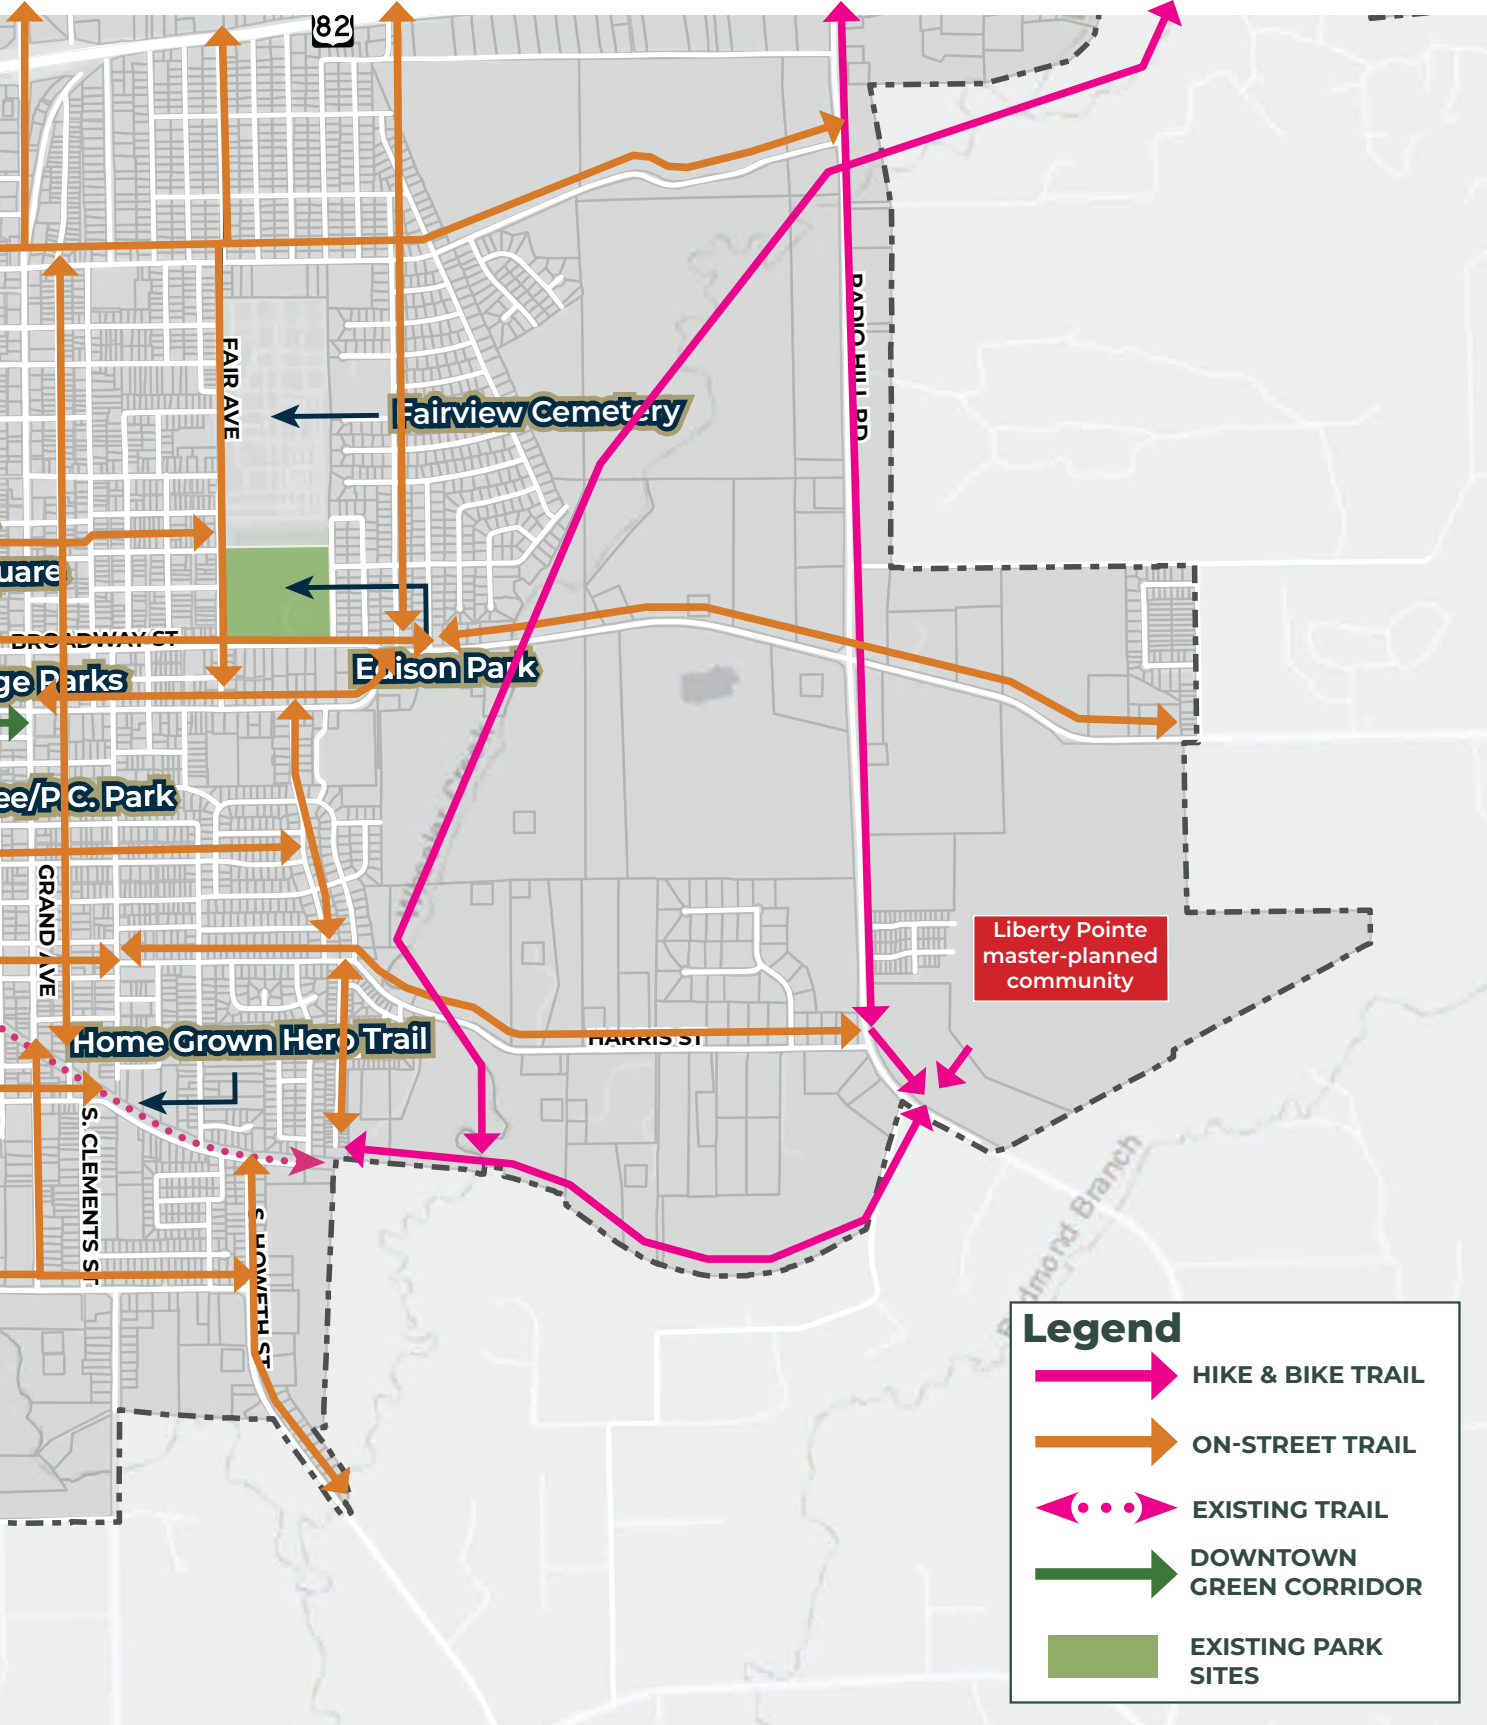 82
RADIO HILL RD
FAIR AVE
Fairview Cemetery
uare
BROADWAY ST
Edison Park
ge Parks
ee/P.C. Park
GRAND AVE
Liberty Pointe
master-planned
community
Home Grown Hero Trail
HARRIS ST
S. CLEMENTS ST
S. HOWETH ST
Legend
HIKE & BIKE TRAIL
ON-STREET TRAIL
EXISTING TRAIL
DOWNTOWN
GREEN CORRIDOR
EXISTING PARK
SITES